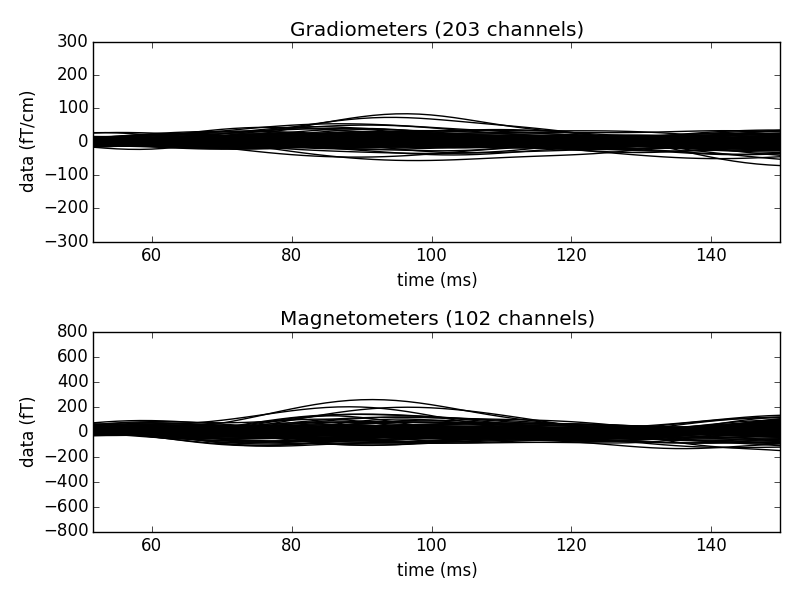 Gradiometers (203 channels)
300
200
100
0
−100
−200
−300
data (fT/cm)
60 80 100 120 140
time (ms)
Magnetometers (102 channels)
800
600
400
200
0
−200
−400
−600
−800
data (fT)
60 80 100 120 140
time (ms)